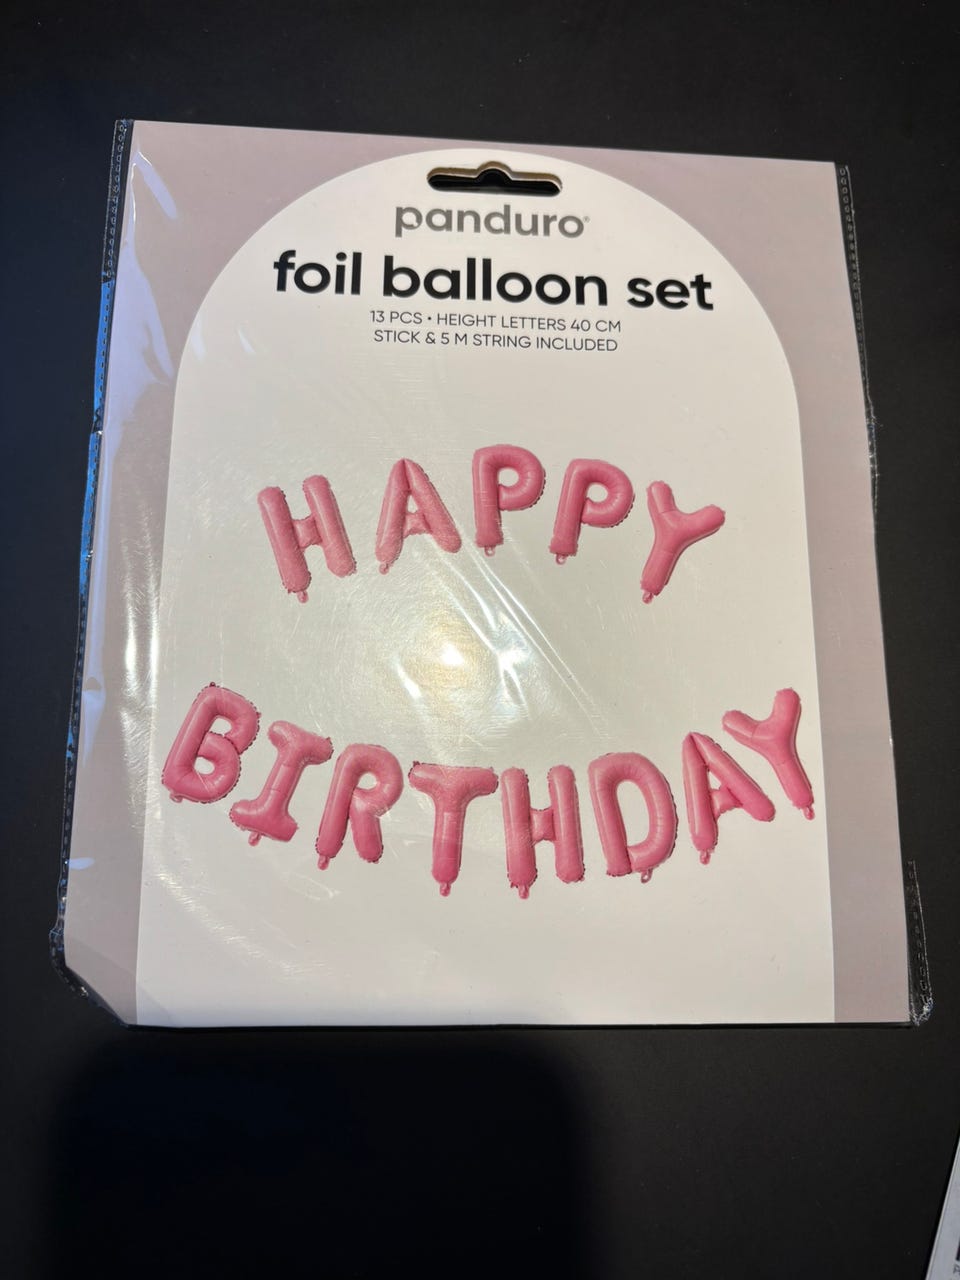 panduro®
foil balloon set
13 PCS • HEIGHT LETTERS 40 CM
STICK & 5 M STRING INCLUDED
HAPPY
BIRTHDAY